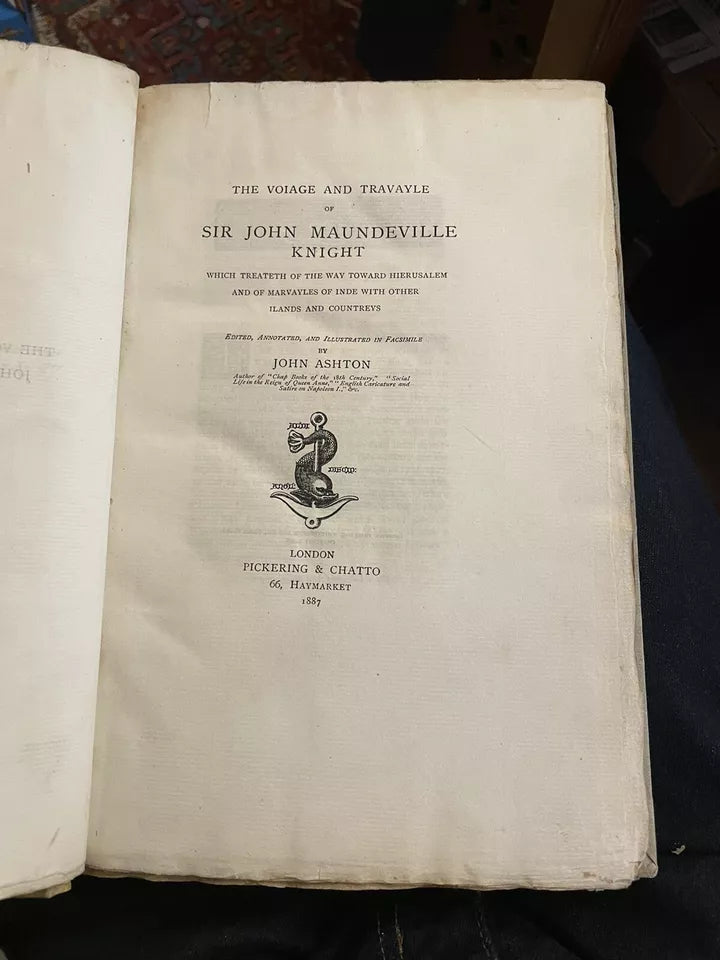 THE VOIAGE AND TRAVAYLE
OF
SIR JOHN MAUNDEVILLE
KNIGHT
WHICH TREATETH OF THE WAY TOWARD HIERUSALEM
AND OF MARVAYLES OF INDE WITH OTHER
ILANDS AND COUNTREYS
EDITED, ANNOTATED, AND ILLUSTRATED IN FACSIMILE
BY
JOHN ASHTON
Author of "Chap Books of the 18th Century," "Social
Life in the Reign of Queen Anne," "English Caricature and
Satire on Napoleon I.," &c.
ALDI
DISCIP.
ANGL.
LONDON
PICKERING & CHATTO
66, HAYMARKET
1887